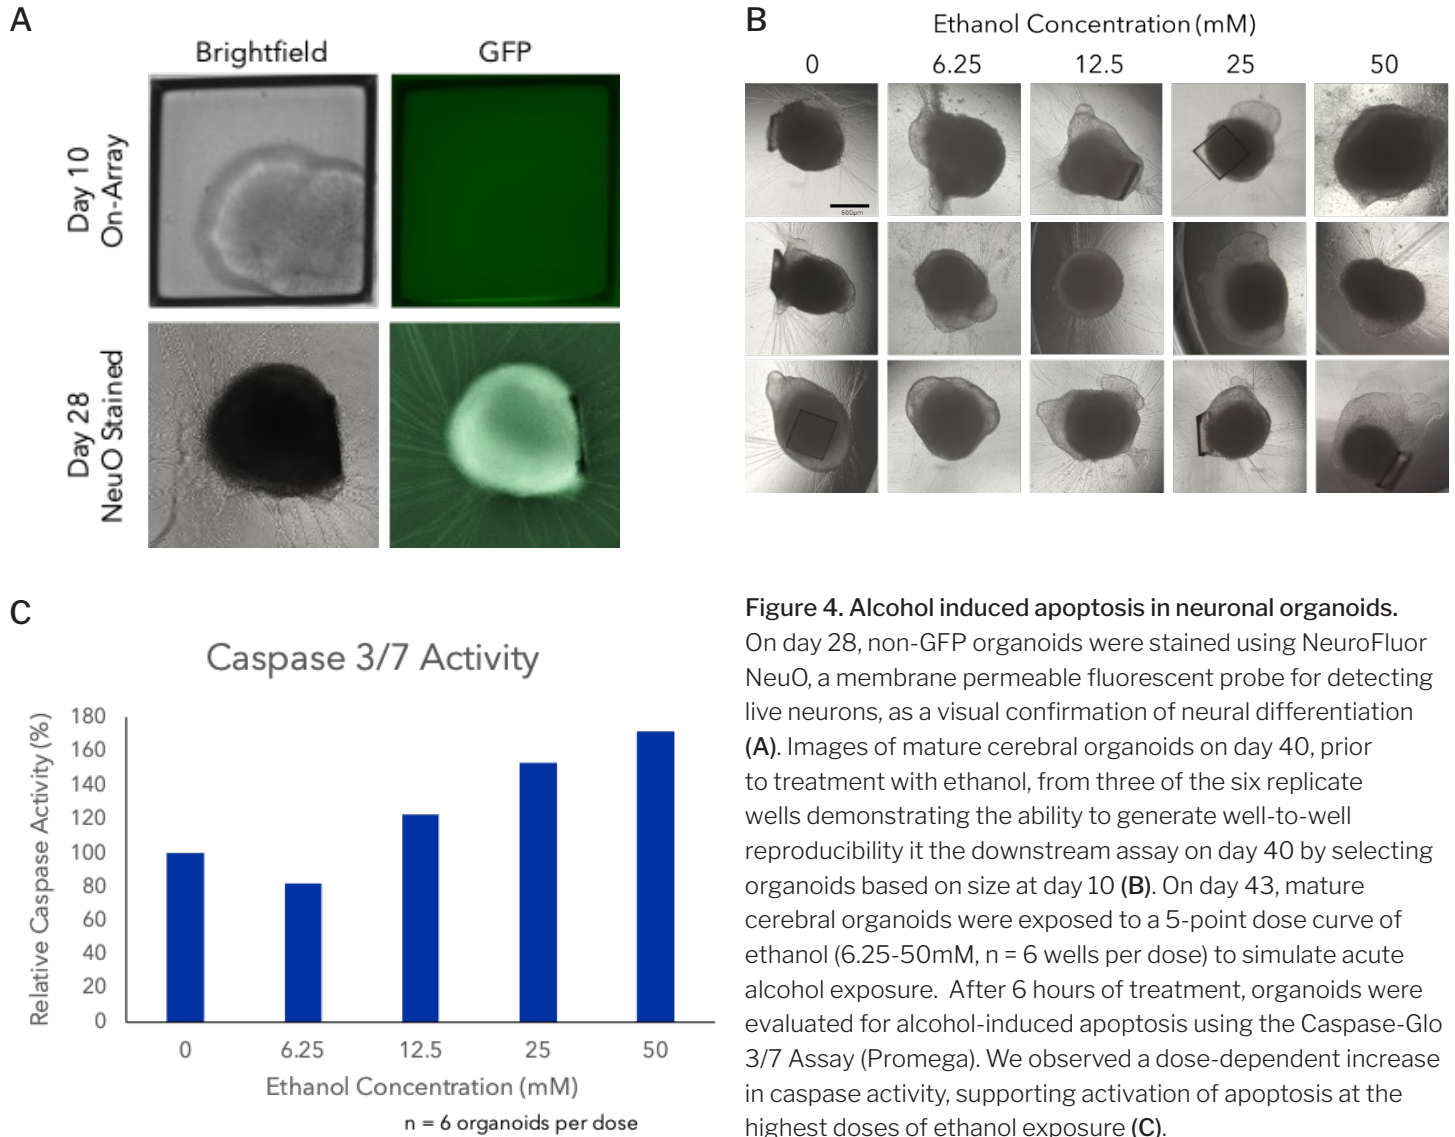 A
Brightfield GFP
Day 10
On-Array
Day 28
NeuO Stained
B
Ethanol Concentration (mM)
0 6.25 12.5 25 50
500µm
C
Caspase 3/7 Activity
Relative Caspase Activity (%)
180
160
140
120
100
80
60
40
20
0
0 6.25 12.5 25 50
Ethanol Concentration (mM)
n = 6 organoids per dose
Figure 4. Alcohol induced apoptosis in neuronal organoids.
On day 28, non-GFP organoids were stained using NeuroFluor
NeuO, a membrane permeable fluorescent probe for detecting
live neurons, as a visual confirmation of neural differentiation
(A). Images of mature cerebral organoids on day 40, prior
to treatment with ethanol, from three of the six replicate
wells demonstrating the ability to generate well-to-well
reproducibility it the downstream assay on day 40 by selecting
organoids based on size at day 10 (B). On day 43, mature
cerebral organoids were exposed to a 5-point dose curve of
ethanol (6.25-50mM, n = 6 wells per dose) to simulate acute
alcohol exposure. After 6 hours of treatment, organoids were
evaluated for alcohol-induced apoptosis using the Caspase-Glo
3/7 Assay (Promega). We observed a dose-dependent increase
in caspase activity, supporting activation of apoptosis at the
highest doses of ethanol exposure (C).